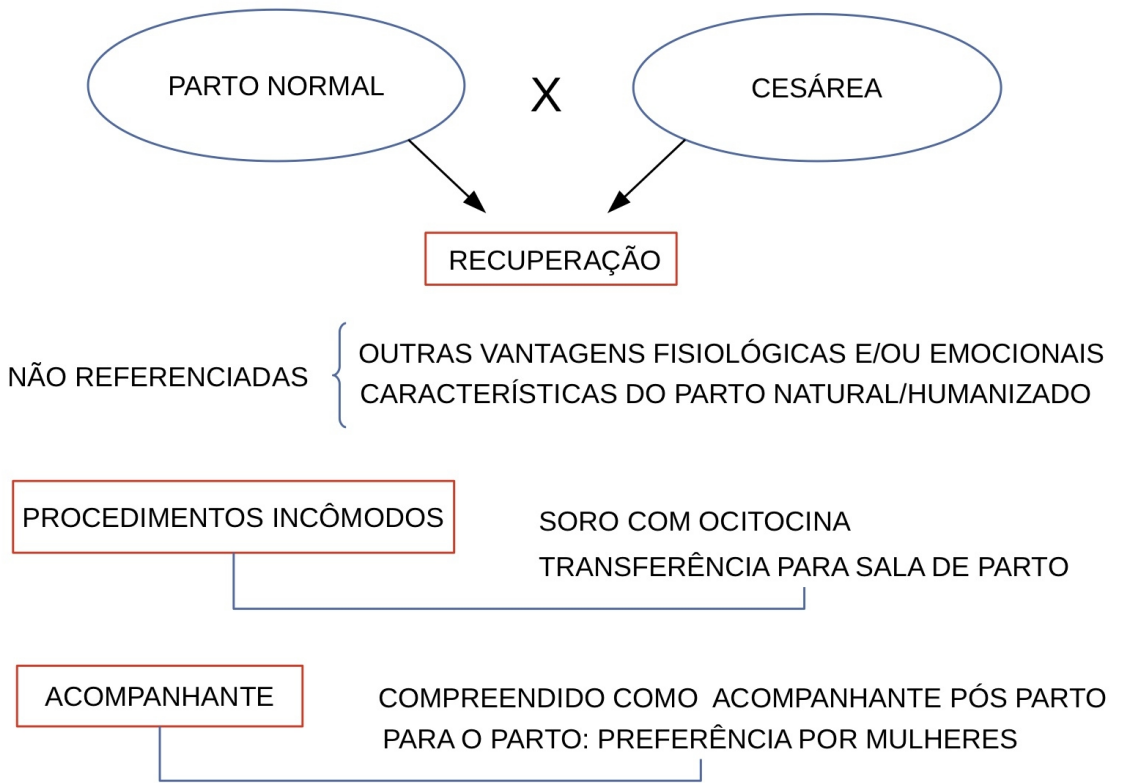 PARTO NORMAL
X
CESÁREA
RECUPERAÇÃO
NÃO REFERENCIADAS
OUTRAS VANTAGENS FISIOLÓGICAS E/OU EMOCIONAIS
CARACTERÍSTICAS DO PARTO NATURAL/HUMANIZADO
PROCEDIMENTOS INCÔMODOS
SORO COM OCITOCINA
TRANSFERÊNCIA PARA SALA DE PARTO
ACOMPANHANTE
COMPREENDIDO COMO ACOMPANHANTE PÓS PARTO
PARA O PARTO: PREFERÊNCIA POR MULHERES